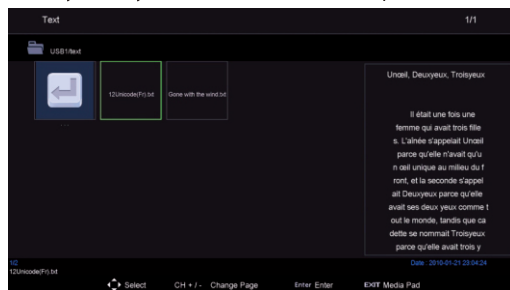 Text 1/1
USB1/text
12Unicode(Fr).txt
Gone with the wind.txt
...
Unœil, Deuxyeux, Troisyeux
Il était une fois une
femme qui avait trois fille
s. L'aînée s'appelait Unœil
parce qu'elle n'avait qu'u
n œil unique au milieu du f
ront, et la seconde s'appel
ait Deuxyeux parce qu'elle
avait ses deux yeux comme t
out le monde, tandis que ca
dette se nommait Troisyeux
parce qu'elle avait trois y
1/2
12Unicode(Fr).txt
Date : 2010-01-21 23:04:24
Select CH + / - Change Page Enter Enter EXIT Media Pad